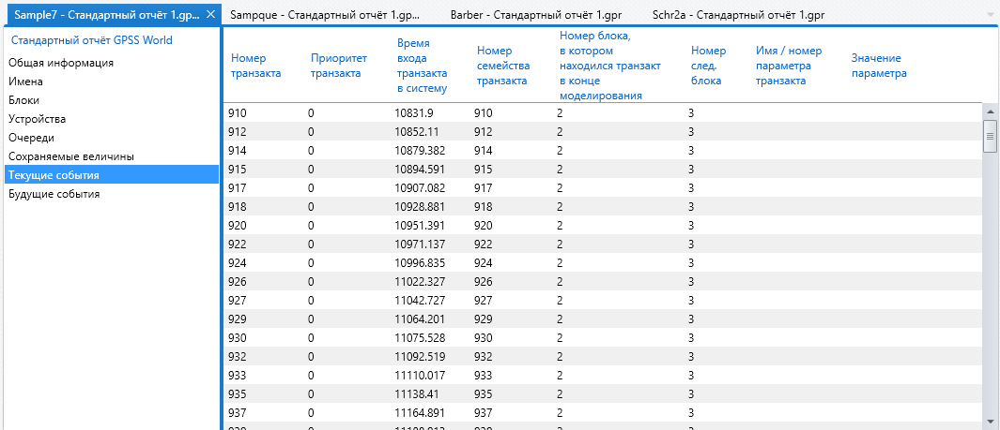 Sample7 - Стандартный отчёт 1.gp... Sampque - Стандартный отчёт 1.gp... Barber - Стандартный отчёт 1.gpr Schr2a - Стандартный отчёт 1.gpr
Стандартный отчёт GPSS World
Общая информация
Имена
Блоки
Устройства
Очереди
Сохраняемые величины
Текущие события
Будущие события
Номер
транзакта
Приоритет
транзакта
Время
входа
транзакта
в систему
Номер
семейства
транзакта
Номер блока,
в котором
находился транзакт
в конце
моделирования
Номер
след.
блока
Имя / номер
параметра
транзакта
Значение
параметра
910 0 10831.9 910 2 3
912 0 10852.11 912 2 3
914 0 10879.382 914 2 3
915 0 10894.591 915 2 3
917 0 10907.082 917 2 3
918 0 10928.881 918 2 3
920 0 10951.391 920 2 3
922 0 10971.137 922 2 3
924 0 10996.835 924 2 3
926 0 11022.327 926 2 3
927 0 11042.727 927 2 3
929 0 11064.201 929 2 3
930 0 11075.528 930 2 3
932 0 11092.519 932 2 3
933 0 11110.017 933 2 3
935 0 11138.41 935 2 3
937 0 11164.891 937 2 3